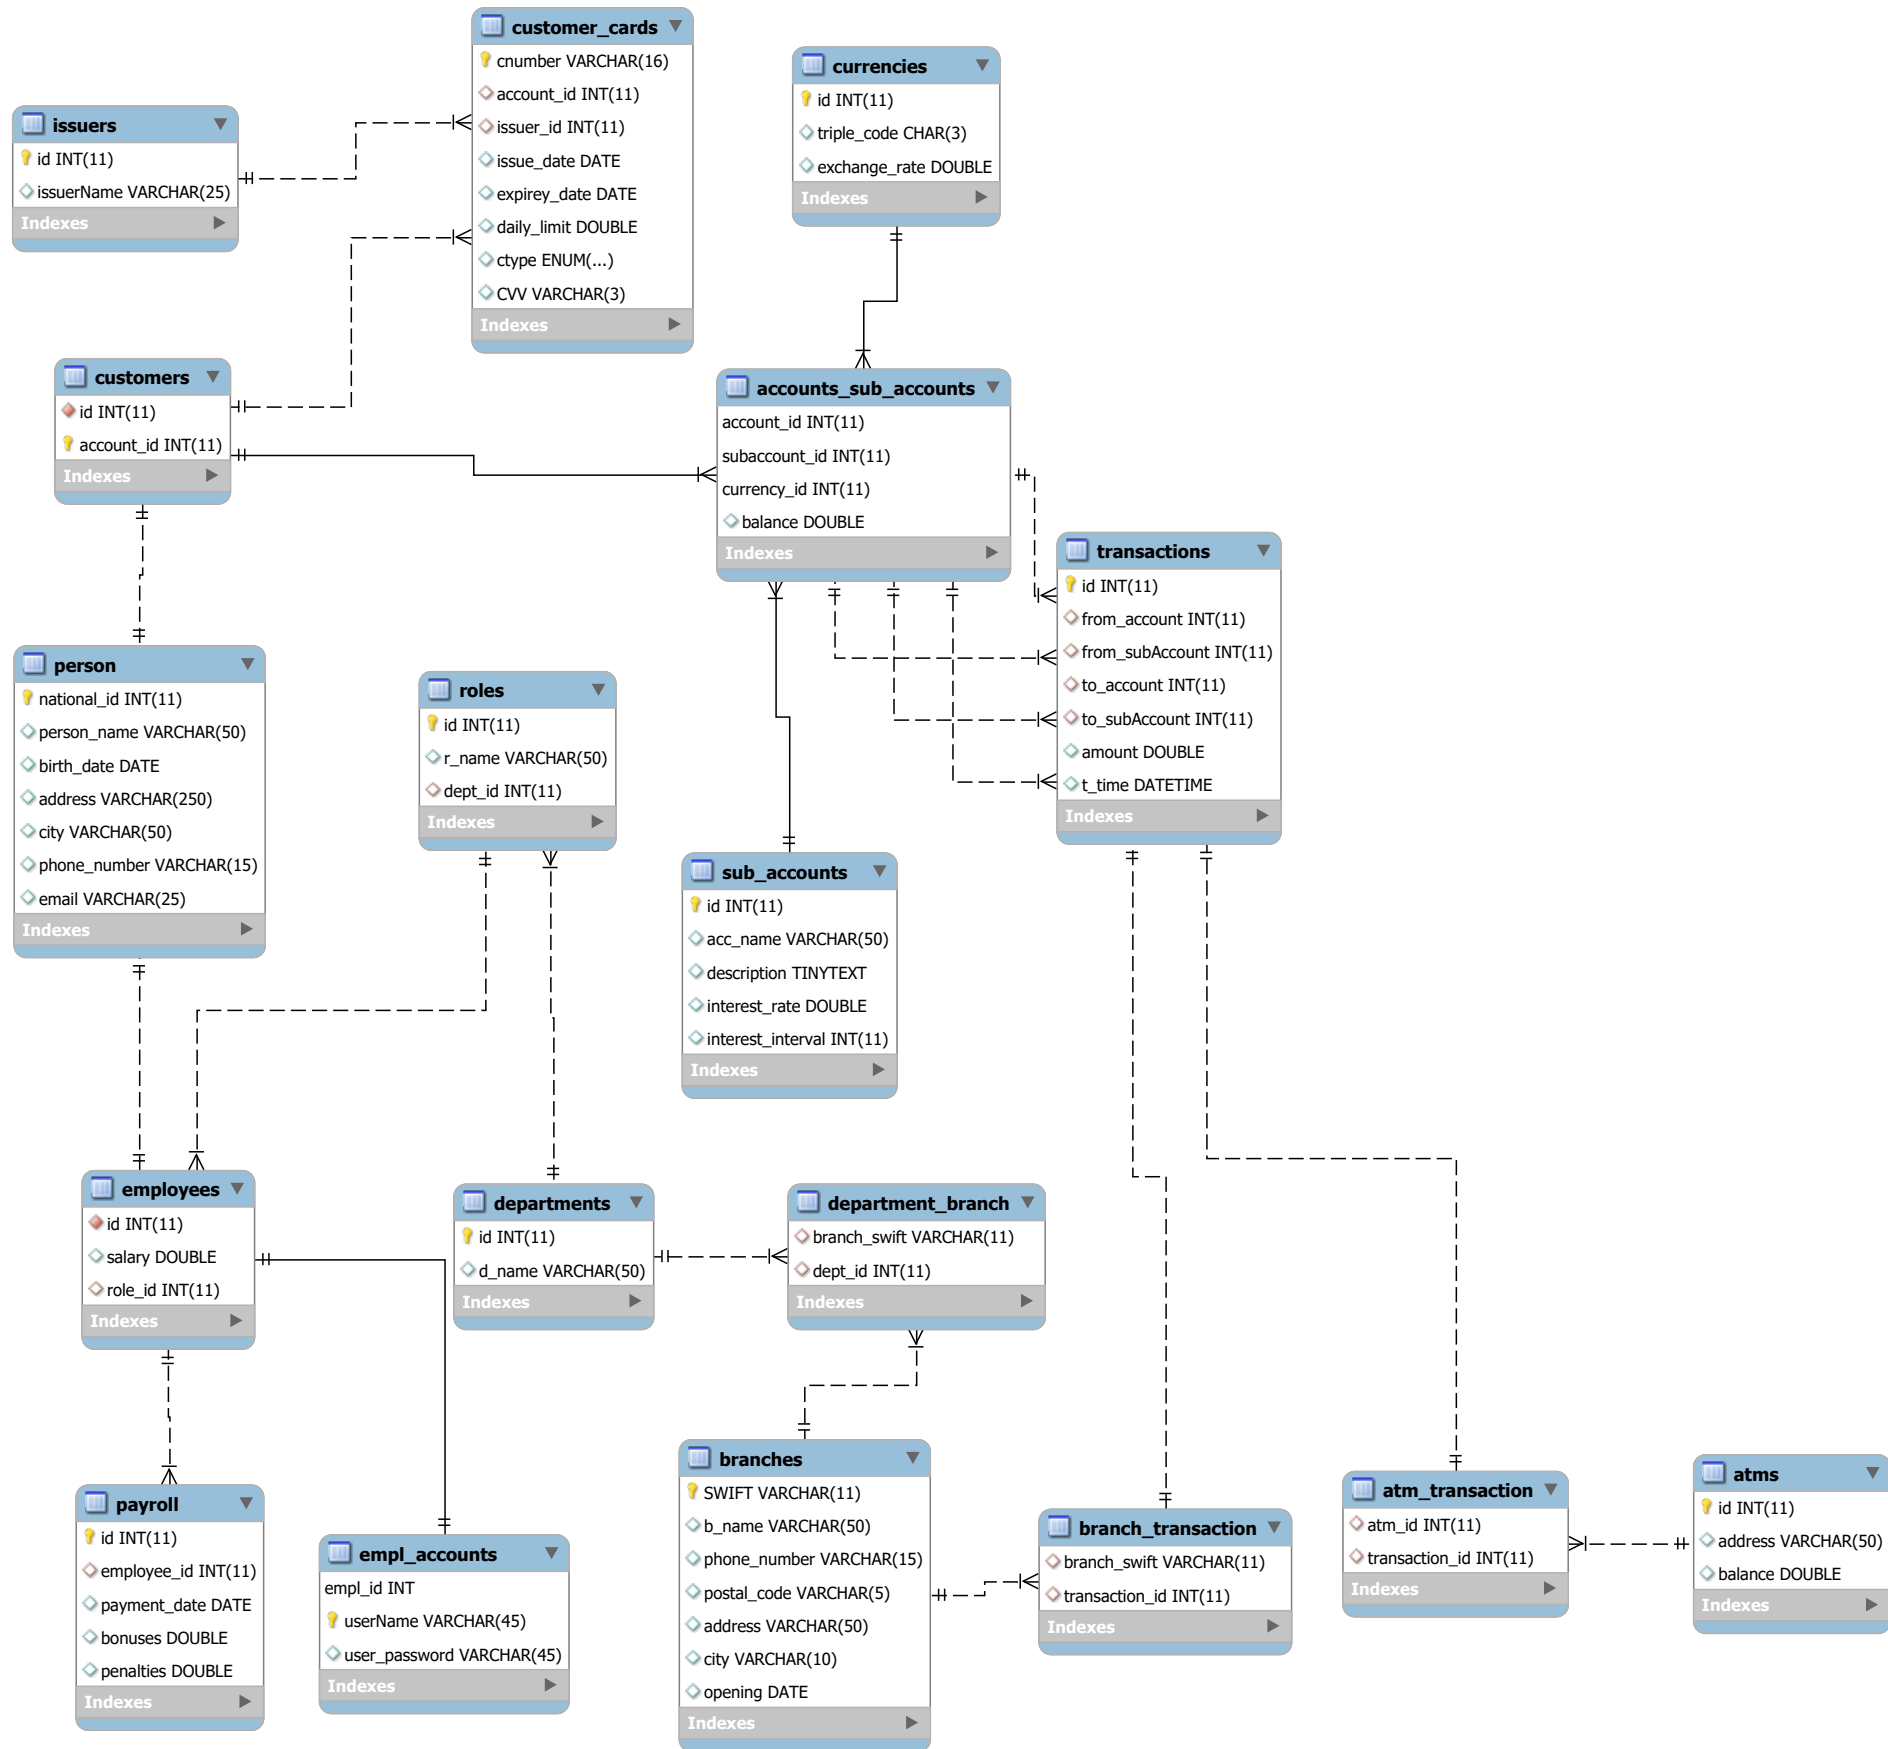 customer_cards
cnumber VARCHAR(16)
account_id INT(11)
issuer_id INT(11)
issue_date DATE
expirey_date DATE
daily_limit DOUBLE
ctype ENUM(...)
CVV VARCHAR(3)
Indexes
currencies
id INT(11)
triple_code CHAR(3)
exchange_rate DOUBLE
Indexes
issuers
id INT(11)
issuerName VARCHAR(25)
Indexes
customers
id INT(11)
account_id INT(11)
Indexes
accounts_sub_accounts
account_id INT(11)
subaccount_id INT(11)
currency_id INT(11)
balance DOUBLE
Indexes
transactions
id INT(11)
from_account INT(11)
from_subAccount INT(11)
to_account INT(11)
to_subAccount INT(11)
amount DOUBLE
t_time DATETIME
Indexes
person
national_id INT(11)
person_name VARCHAR(50)
birth_date DATE
address VARCHAR(250)
city VARCHAR(50)
phone_number VARCHAR(15)
email VARCHAR(25)
Indexes
roles
id INT(11)
r_name VARCHAR(50)
dept_id INT(11)
Indexes
sub_accounts
id INT(11)
acc_name VARCHAR(50)
description TINYTEXT
interest_rate DOUBLE
interest_interval INT(11)
Indexes
employees
id INT(11)
salary DOUBLE
role_id INT(11)
Indexes
departments
id INT(11)
d_name VARCHAR(50)
Indexes
department_branch
branch_swift VARCHAR(11)
dept_id INT(11)
Indexes
payroll
id INT(11)
employee_id INT(11)
payment_date DATE
bonuses DOUBLE
penalties DOUBLE
Indexes
empl_accounts
empl_id INT
userName VARCHAR(45)
user_password VARCHAR(45)
Indexes
branches
SWIFT VARCHAR(11)
b_name VARCHAR(50)
phone_number VARCHAR(15)
postal_code VARCHAR(5)
address VARCHAR(50)
city VARCHAR(10)
opening DATE
Indexes
branch_transaction
branch_swift VARCHAR(11)
transaction_id INT(11)
Indexes
atm_transaction
atm_id INT(11)
transaction_id INT(11)
Indexes
atms
id INT(11)
address VARCHAR(50)
balance DOUBLE
Indexes